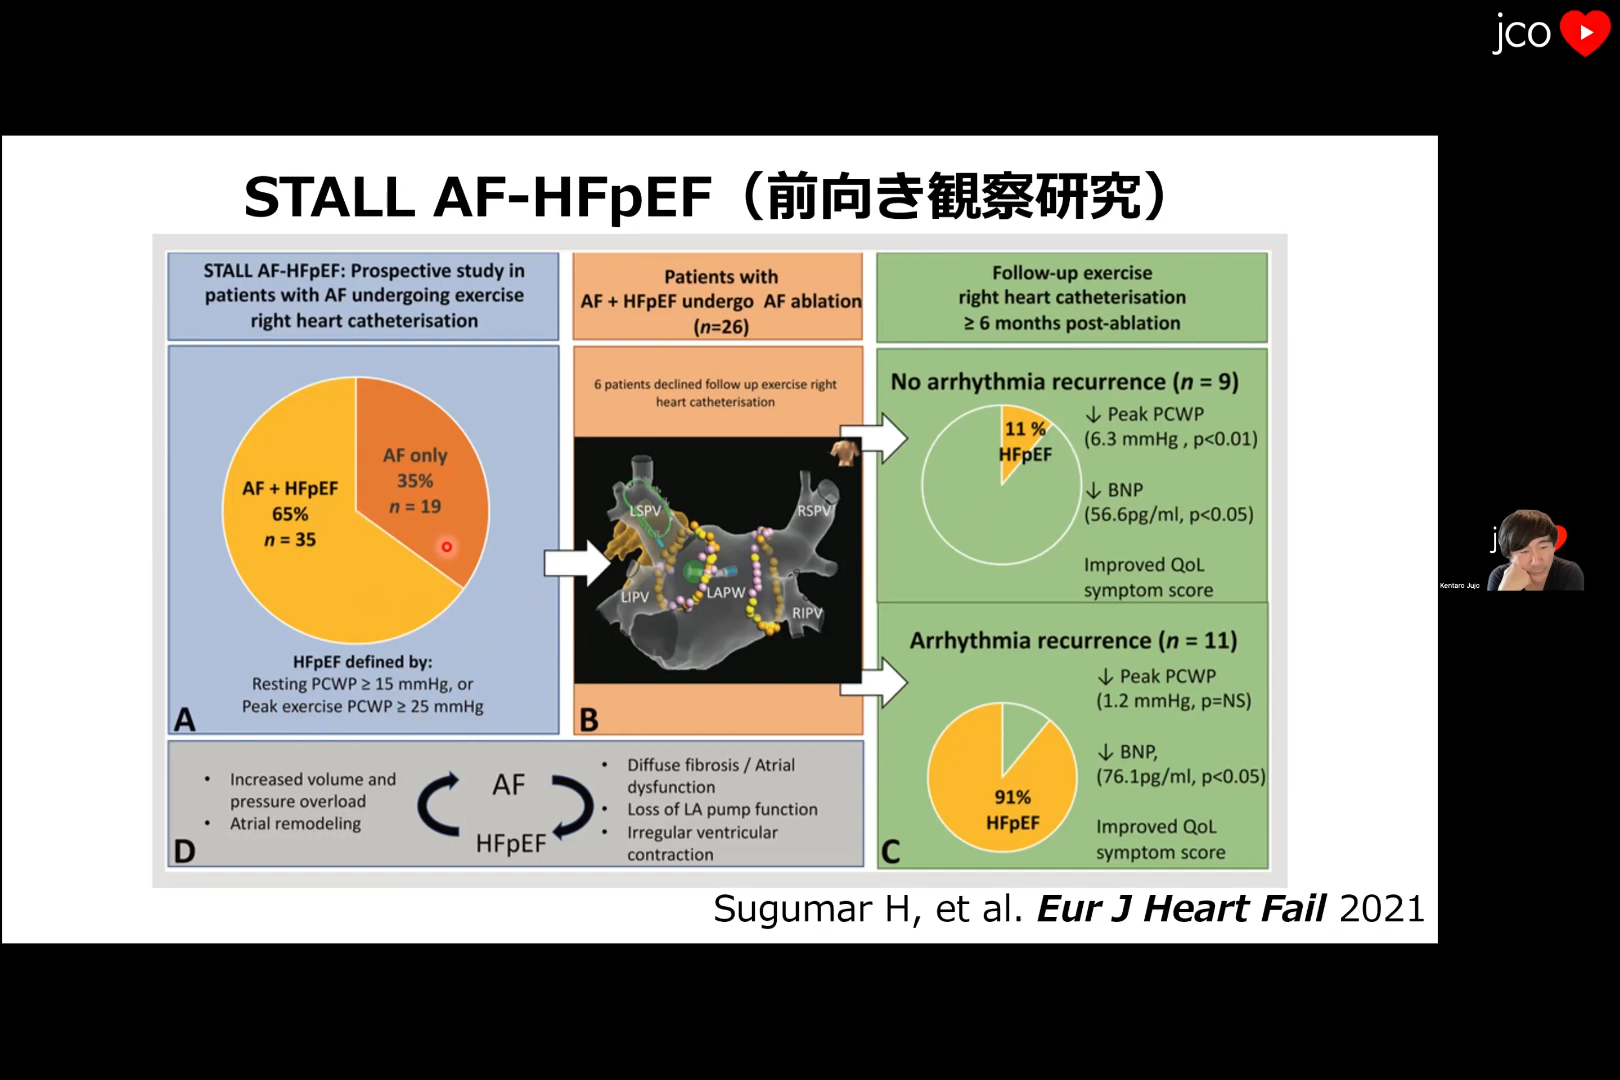 jco
STALL AF-HFpEF（前向き観察研究）
STALL AF-HFpEF: Prospective study in
patients with AF undergoing exercise
right heart catheterisation
AF only
35%
n = 19
AF + HFpEF
65%
n = 35
HFpEF defined by:
Resting PCWP ≥ 15 mmHg, or
Peak exercise PCWP ≥ 25 mmHg
A
Patients with
AF + HFpEF undergo AF ablation
(n=26)
6 patients declined follow up exercise right
heart catheterisation
LSPV
RSPV
LIPV
LAPW
RIPV
B
Follow-up exercise
right heart catheterisation
≥ 6 months post-ablation
No arrhythmia recurrence (n = 9)
11 %
HFpEF
↓ Peak PCWP
(6.3 mmHg , p<0.01)
↓ BNP
(56.6pg/ml, p<0.05)
Improved QoL
symptom score
Arrhythmia recurrence (n = 11)
91%
HFpEF
↓ Peak PCWP
(1.2 mmHg, p=NS)
↓ BNP,
(76.1pg/ml, p<0.05)
Improved QoL
symptom score
C
• Increased volume and
pressure overload
• Atrial remodeling
AF
HFpEF
• Diffuse fibrosis / Atrial
dysfunction
• Loss of LA pump function
• Irregular ventricular
contraction
D
Sugumar H, et al. Eur J Heart Fail 2021
j
Kentaro Jujo